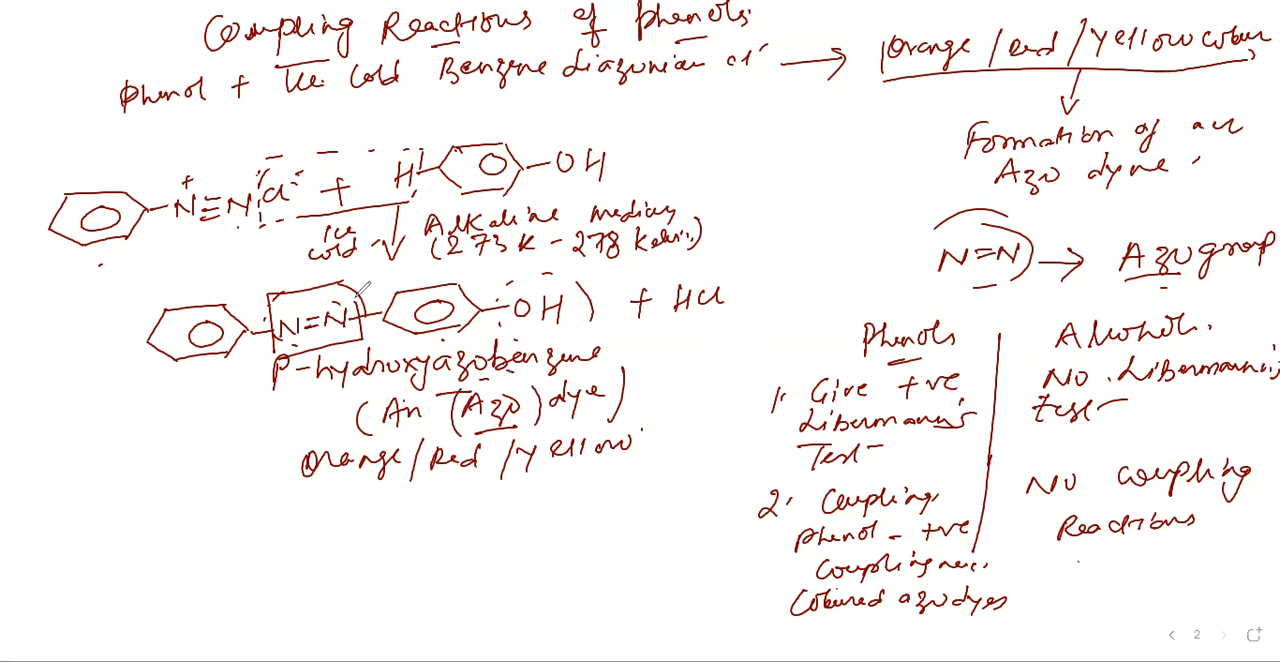 Coupling Reactions of phenols.
phenol + Ice Cold Benzene diazonium cl⁻ → Orange / Red / Yellow colour
Formation of an
Azo dye
N≡N Cl⁻ + H OH
Ice cold
Alkaline medium
(273 K - 278 Kelvin)
N=N OH + HCl
P-hydroxyazobenzene
(An (Azo) dye)
Orange / Red / Yellow
N=N → Azo group
Phenols
1. Give +ve
Libermann's
Test
2. Coupling
phenol - +ve
Coupling
Coloured azodyes
Alcohol.
No Libermann's
test
No coupling
Reactions
2